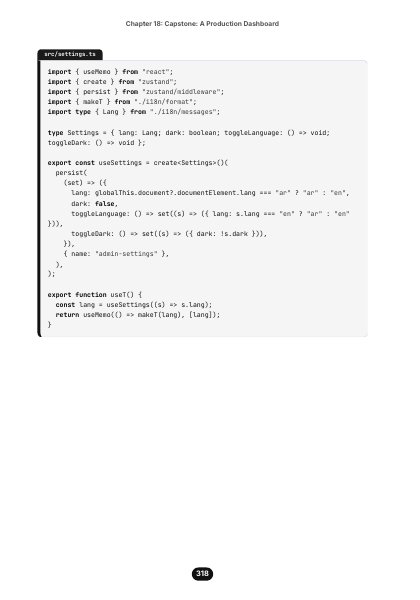 Chapter 18: Capstone: A Production Dashboard
src/settings.ts
import { useMemo } from "react";
import { create } from "zustand";
import { persist } from "zustand/middleware";
import { makeT } from "./i18n/format";
import type { Lang } from "./i18n/messages";
type Settings = { lang: Lang; dark: boolean; toggleLanguage: () => void;
toggleDark: () => void };
export const useSettings = create<Settings>()(
  persist(
    (set) => ({
      lang: globalThis.document?.documentElement.lang === "ar" ? "ar" : "en",
      dark: false,
      toggleLanguage: () => set((s) => ({ lang: s.lang === "en" ? "ar" : "en"
})),
      toggleDark: () => set((s) => ({ dark: !s.dark })),
    }),
    { name: "admin-settings" },
  ),
);
export function useT() {
  const lang = useSettings((s) => s.lang);
  return useMemo(() => makeT(lang), [lang]);
}
318